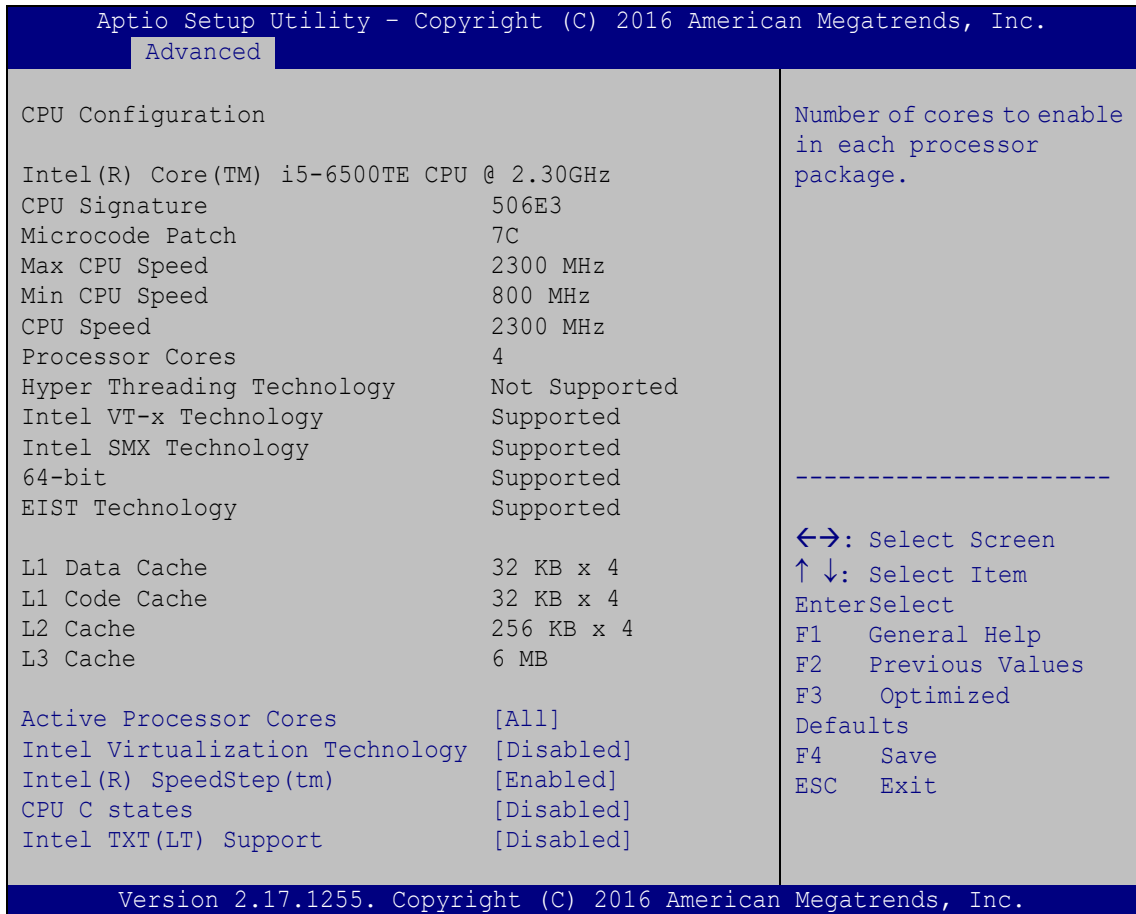 Aptio Setup Utility – Copyright (C) 2016 American Megatrends, Inc.
Advanced
CPU Configuration
Intel(R) Core(TM) i5-6500TE CPU @ 2.30GHz
CPU Signature 506E3
Microcode Patch 7C
Max CPU Speed 2300 MHz
Min CPU Speed 800 MHz
CPU Speed 2300 MHz
Processor Cores 4
Hyper Threading Technology Not Supported
Intel VT-x Technology Supported
Intel SMX Technology Supported
64-bit Supported
EIST Technology Supported
L1 Data Cache 32 KB x 4
L1 Code Cache 32 KB x 4
L2 Cache 256 KB x 4
L3 Cache 6 MB
Active Processor Cores [All]
Intel Virtualization Technology [Disabled]
Intel(R) SpeedStep(tm) [Enabled]
CPU C states [Disabled]
Intel TXT(LT) Support [Disabled]
Number of cores to enable
in each processor
package.
----------------------
←→: Select Screen
↑ ↓: Select Item
EnterSelect
F1 General Help
F2 Previous Values
F3 Optimized
Defaults
F4 Save
ESC Exit
Version 2.17.1255. Copyright (C) 2016 American Megatrends, Inc.